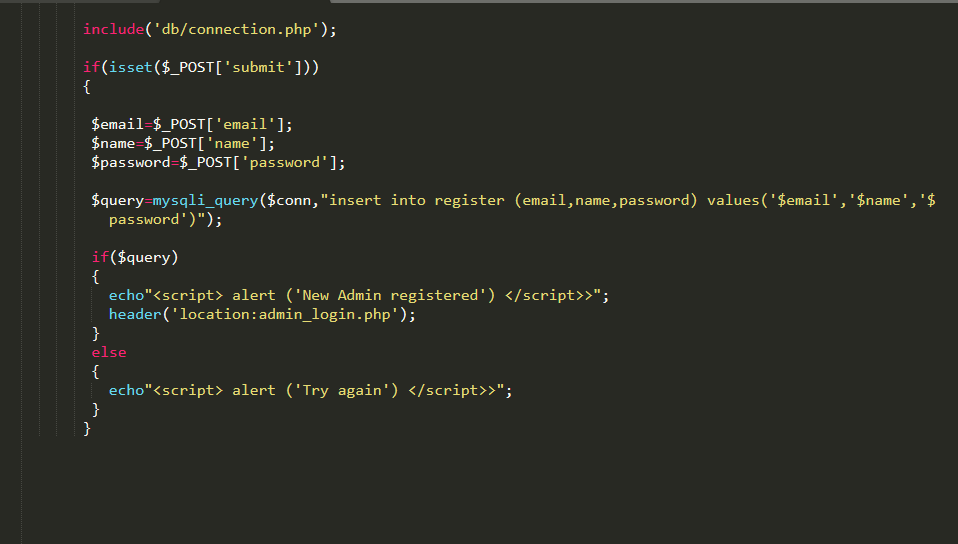 include('db/connection.php');
if(isset($_POST['submit']))
{
$email=$_POST['email'];
$name=$_POST['name'];
$password=$_POST['password'];
$query=mysqli_query($conn,"insert into register (email,name,password) values('$email','$name','$
password')");
if($query)
{
echo"<script> alert ('New Admin registered') </script>>";
header('location:admin_login.php');
}
else
{
echo"<script> alert ('Try again') </script>>";
}
}